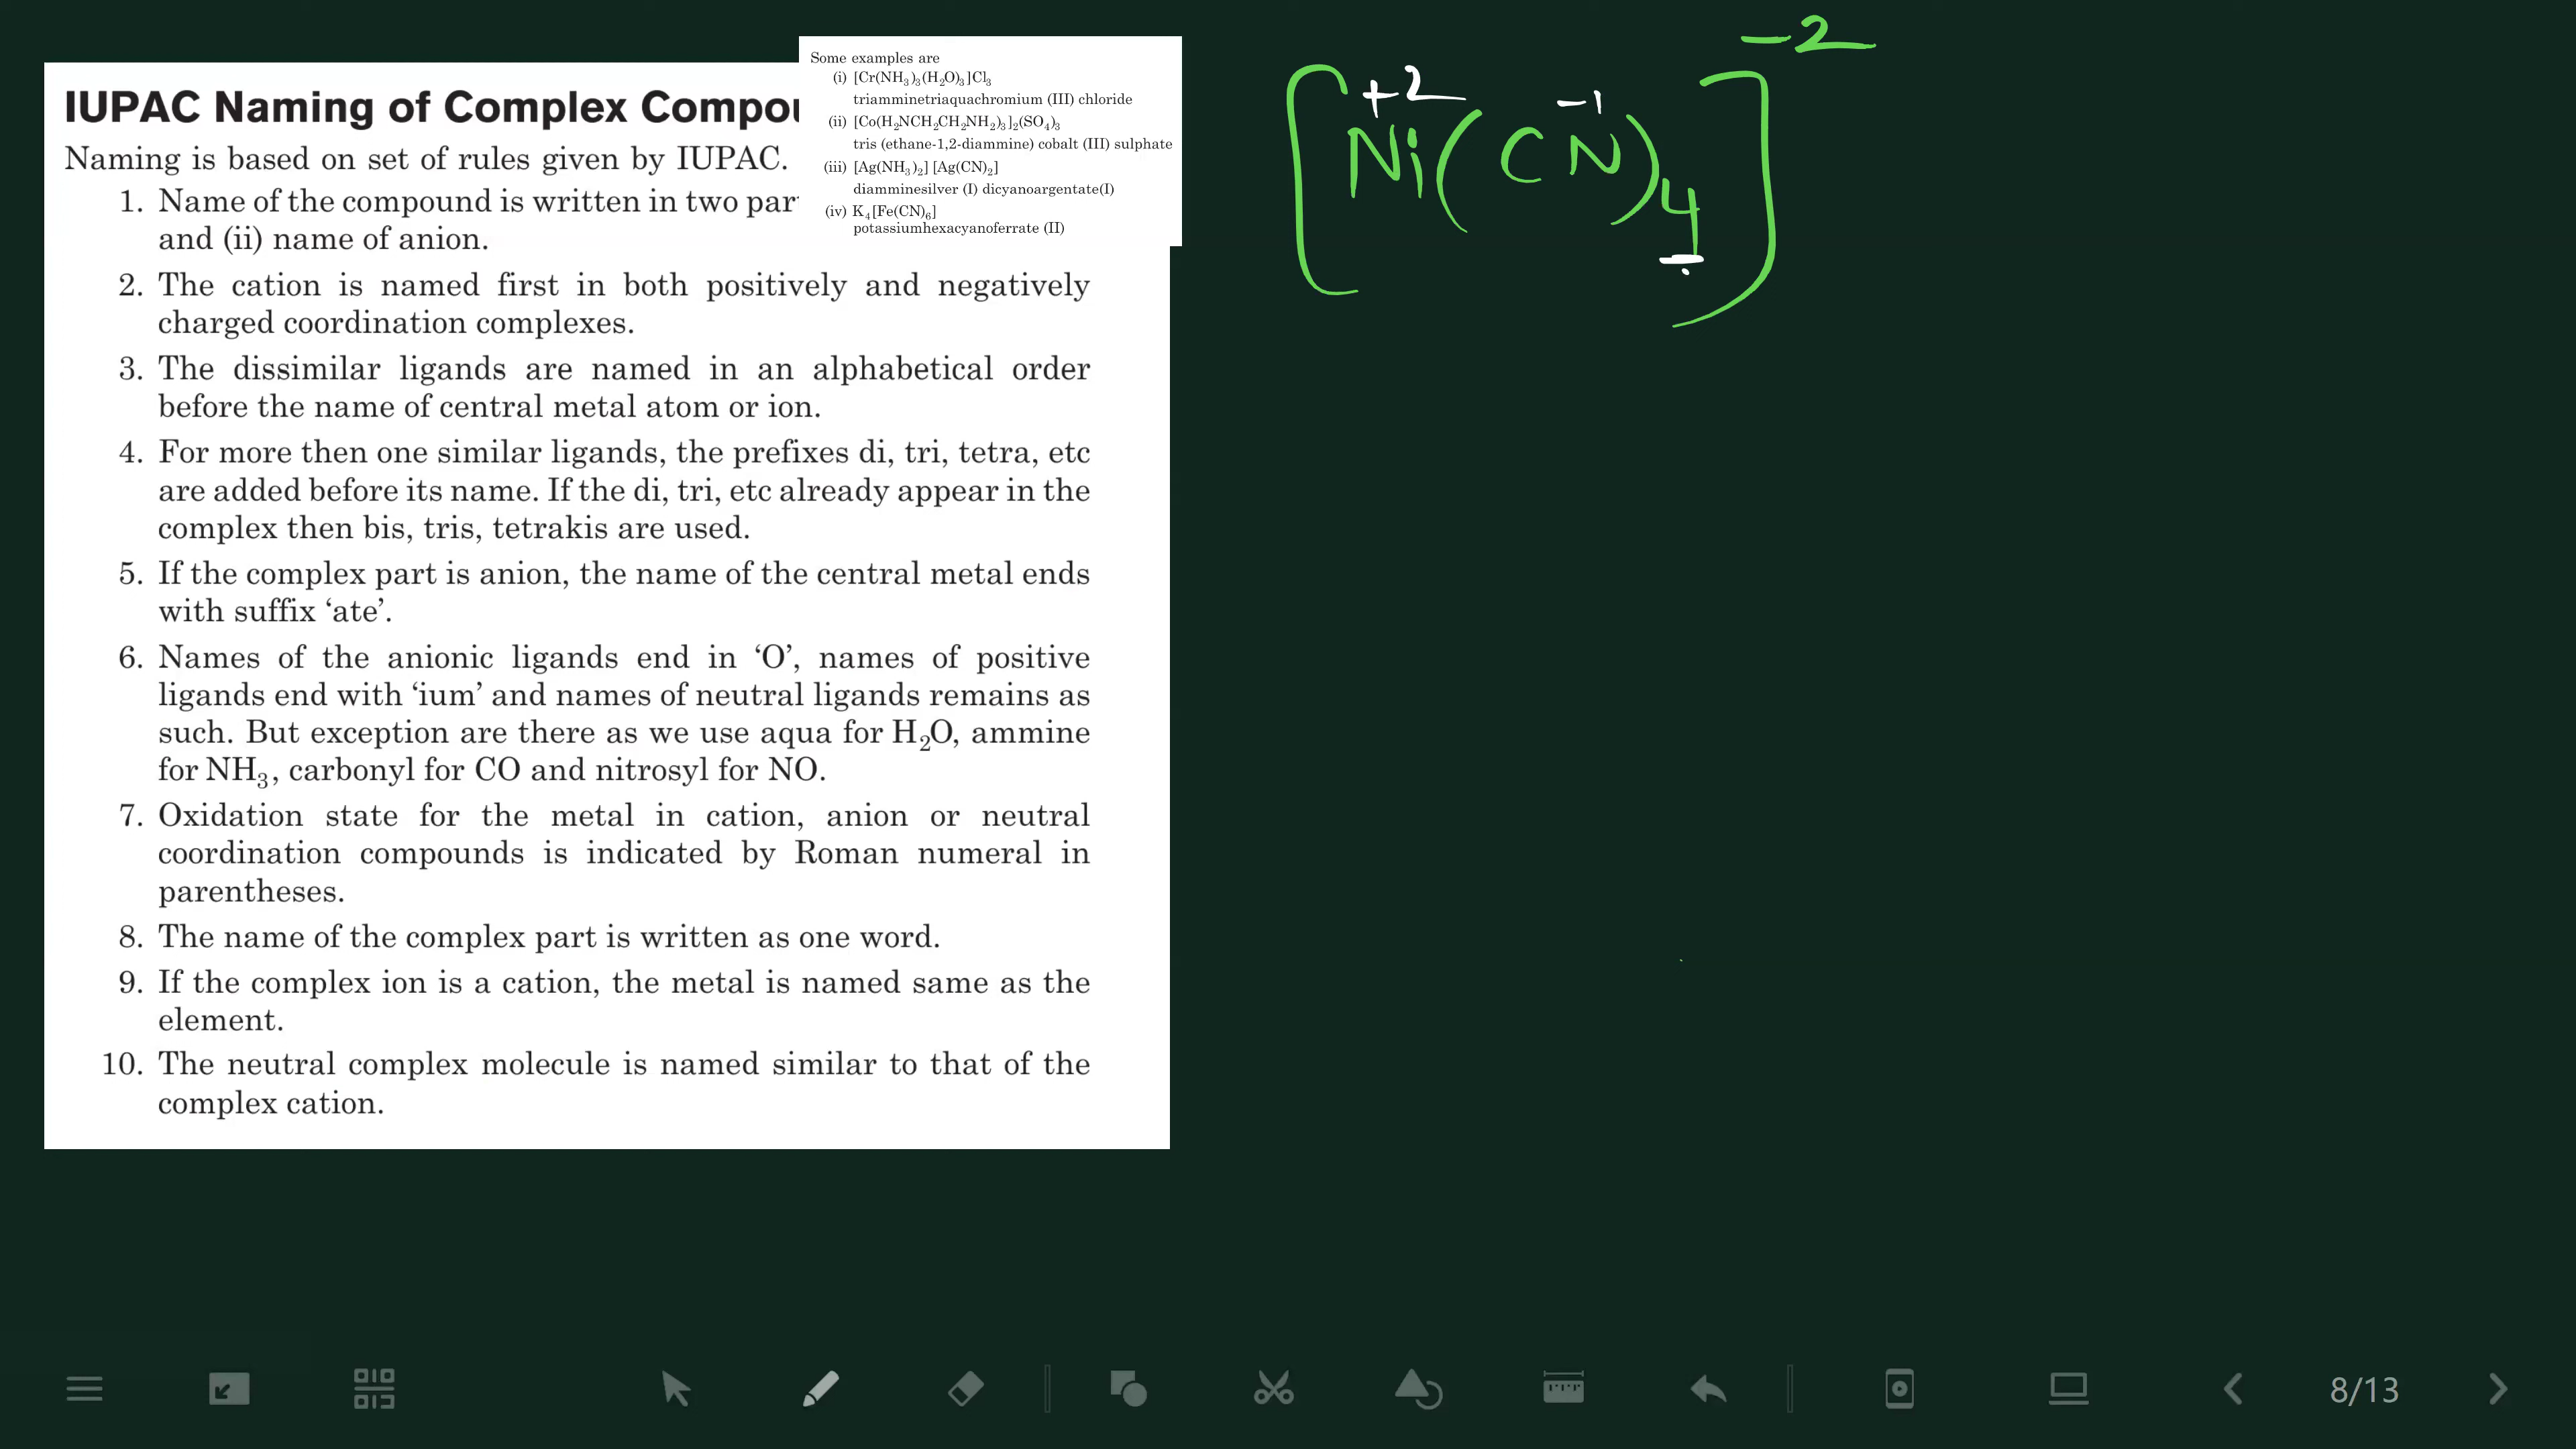 IUPAC Naming of Complex Compou
Naming is based on set of rules given by IUPAC.
1. Name of the compound is written in two par
and (ii) name of anion.
2. The cation is named first in both positively and negatively
charged coordination complexes.
3. The dissimilar ligands are named in an alphabetical order
before the name of central metal atom or ion.
4. For more then one similar ligands, the prefixes di, tri, tetra, etc
are added before its name. If the di, tri, etc already appear in the
complex then bis, tris, tetrakis are used.
5. If the complex part is anion, the name of the central metal ends
with suffix ‘ate’.
6. Names of the anionic ligands end in ‘O’, names of positive
ligands end with ‘ium’ and names of neutral ligands remains as
such. But exception are there as we use aqua for H₂O, ammine
for NH₃, carbonyl for CO and nitrosyl for NO.
7. Oxidation state for the metal in cation, anion or neutral
coordination compounds is indicated by Roman numeral in
parentheses.
8. The name of the complex part is written as one word.
9. If the complex ion is a cation, the metal is named same as the
element.
10. The neutral complex molecule is named similar to that of the
complex cation.
Some examples are
(i) [Cr(NH₃)₃(H₂O)₃]Cl₃
triamminetriaquachromium (III) chloride
(ii) [Co(H₂NCH₂CH₂NH₂)₃]₂(SO₄)₃
tris (ethane-1,2-diammine) cobalt (III) sulphate
(iii) [Ag(NH₃)₂] [Ag(CN)₂]
diamminesilver (I) dicyanoargentate(I)
(iv) K₄[Fe(CN)₆]
potassiumhexacyanoferrate (II)
-2
+2 -1
[Ni(CN)₄]
8/13